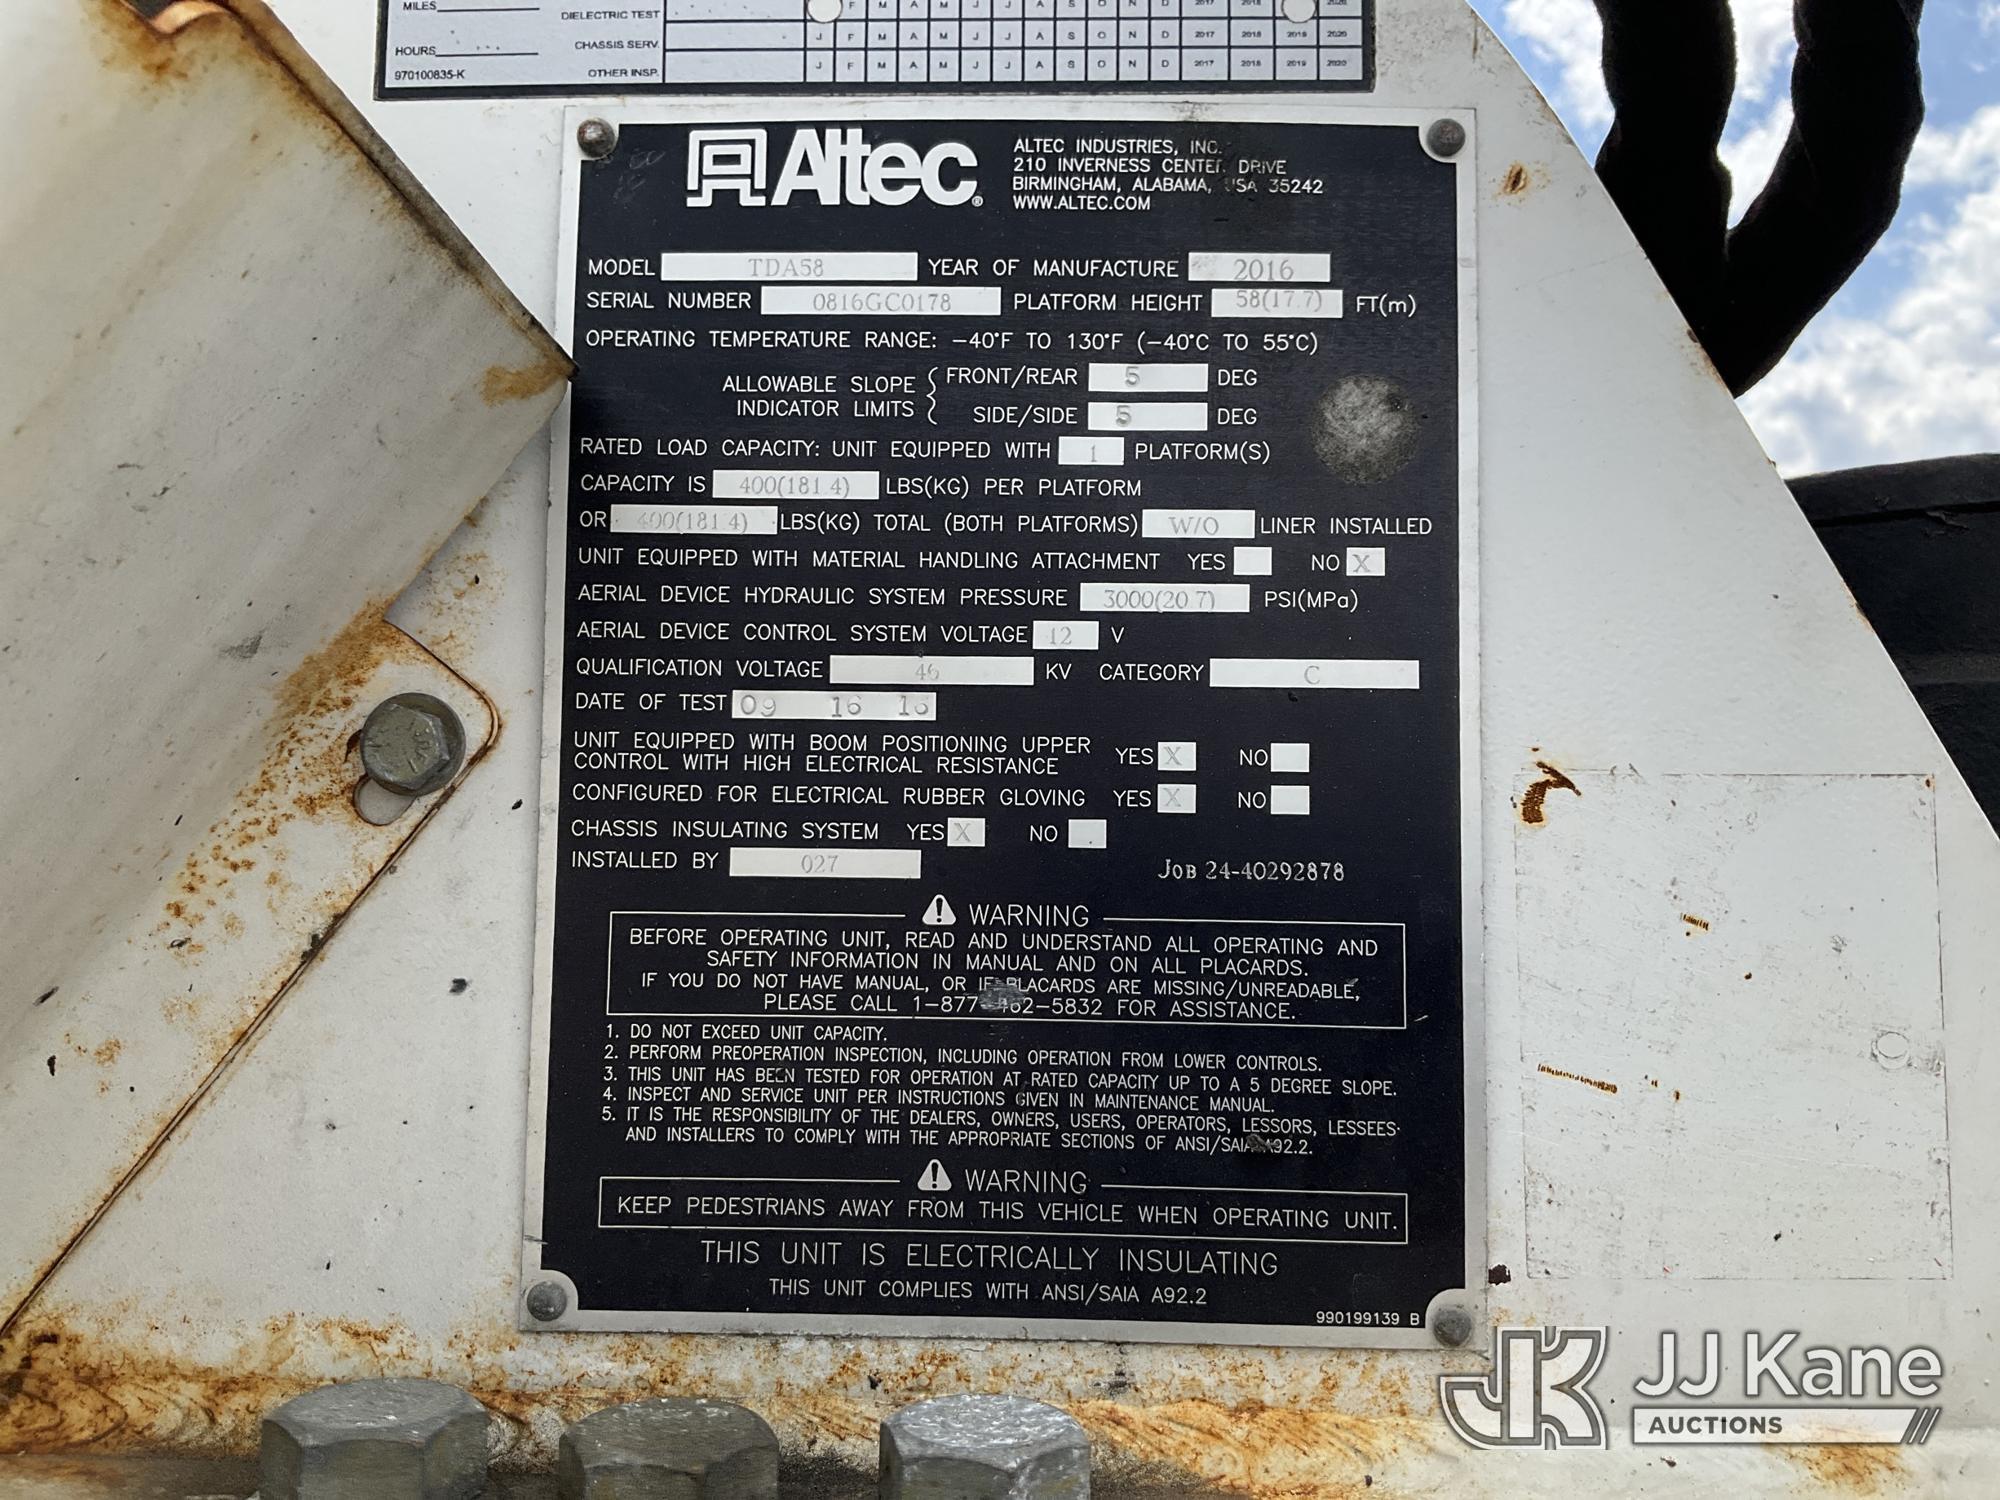 MILES
DIELECTRIC TEST F M A M J J A S O N D 2017 2018 2020
HOURS
CHASSIS SERV. J F M A M J J A S O N D 2017 2018 2019 2020
970100835-K
OTHER INSP. J F M A M J J A S O N D 2017 2018 2019 2020
Altec®
ALTEC INDUSTRIES, INC.
210 INVERNESS CENTER DRIVE
BIRMINGHAM, ALABAMA, USA 35242
WWW.ALTEC.COM
MODEL TDA58 YEAR OF MANUFACTURE 2016
SERIAL NUMBER 0816GC0178 PLATFORM HEIGHT 58(17.7) FT(m)
OPERATING TEMPERATURE RANGE: -40°F TO 130°F (-40°C TO 55°C)
ALLOWABLE SLOPE INDICATOR LIMITS
FRONT/REAR 5 DEG
SIDE/SIDE 5 DEG
RATED LOAD CAPACITY: UNIT EQUIPPED WITH 1 PLATFORM(S)
CAPACITY IS 400(181.4) LBS(KG) PER PLATFORM
OR 400(181.4) LBS(KG) TOTAL (BOTH PLATFORMS) W/O LINER INSTALLED
UNIT EQUIPPED WITH MATERIAL HANDLING ATTACHMENT YES NO X
AERIAL DEVICE HYDRAULIC SYSTEM PRESSURE 3000(20.7) PSI(MPa)
AERIAL DEVICE CONTROL SYSTEM VOLTAGE 12 V
QUALIFICATION VOLTAGE 46 KV CATEGORY C
DATE OF TEST 09 16 16
UNIT EQUIPPED WITH BOOM POSITIONING UPPER
CONTROL WITH HIGH ELECTRICAL RESISTANCE YES X NO
CONFIGURED FOR ELECTRICAL RUBBER GLOVING YES X NO
CHASSIS INSULATING SYSTEM YES X NO
INSTALLED BY 027
JOB 24-40292878
WARNING
BEFORE OPERATING UNIT, READ AND UNDERSTAND ALL OPERATING AND
SAFETY INFORMATION IN MANUAL AND ON ALL PLACARDS.
IF YOU DO NOT HAVE MANUAL, OR IF PLACARDS ARE MISSING/UNREADABLE,
PLEASE CALL 1-877-462-5832 FOR ASSISTANCE.
1. DO NOT EXCEED UNIT CAPACITY.
2. PERFORM PREOPERATION INSPECTION, INCLUDING OPERATION FROM LOWER CONTROLS.
3. THIS UNIT HAS BEEN TESTED FOR OPERATION AT RATED CAPACITY UP TO A 5 DEGREE SLOPE.
4. INSPECT AND SERVICE UNIT PER INSTRUCTIONS GIVEN IN MAINTENANCE MANUAL.
5. IT IS THE RESPONSIBILITY OF THE DEALERS, OWNERS, USERS, OPERATORS, LESSORS, LESSEES
AND INSTALLERS TO COMPLY WITH THE APPROPRIATE SECTIONS OF ANSI/SAIA A92.2.
WARNING
KEEP PEDESTRIANS AWAY FROM THIS VEHICLE WHEN OPERATING UNIT.
THIS UNIT IS ELECTRICALLY INSULATING
THIS UNIT COMPLIES WITH ANSI/SAIA A92.2
990199139 B
JK JJ Kane
AUCTIONS